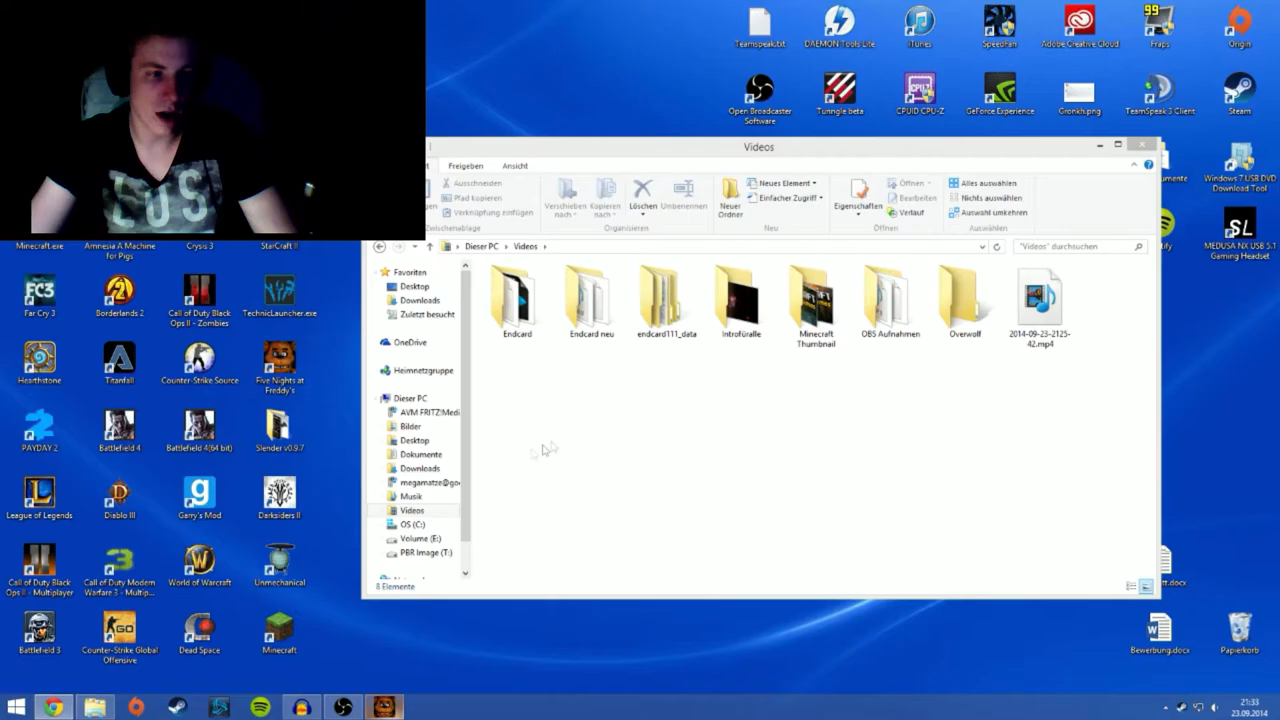 Teamspeak.txt
DAEMON Tools Lite
iTunes
SpeedFan
Adobe Creative Cloud
99
Fraps
Origin
Open Broadcaster
Software
Tunngle beta
CPUID CPU-Z
GeForce Experience
Gronkh.png
TeamSpeak 3 Client
Steam
Windows 7 USB DVD
Download Tool
SL
MEDUSA NX USB 5.1
Gaming Headset
Videos
Freigeben
Ansicht
Ausschneiden
Pfad kopieren
Verknüpfung einfügen
Verschieben
nach
Kopieren
nach
Löschen
Umbenennen
Neuer
Ordner
Neues Element
Einfacher Zugriff
Eigenschaften
Öffnen
Bearbeiten
Verlauf
Alles auswählen
Nichts auswählen
Auswahl umkehren
Organisieren
Neu
Öffnen
Auswählen
Dieser PC
Videos
"Videos" durchsuchen
Favoriten
Desktop
Downloads
Zuletzt besucht
OneDrive
Heimnetzgruppe
Dieser PC
AVM FRITZ!Medi
Bilder
Desktop
Dokumente
Downloads
megamatze@goo
Musik
Videos
OS (C:)
Volume (E:)
PBR Image (T:)
8 Elemente
Endcard
Endcard neu
endcard111_data
Introfüralle
Minecraft
Thumbnail
OBS Aufnahmen
Overwolf
2014-09-23-2125-
42.mp4
Minecraft.exe
Amnesia A Machine
for Pigs
Crysis 3
StarCraft II
FC3
Far Cry 3
Borderlands 2
Call of Duty Black
Ops II - Zombies
TechnicLauncher.exe
Hearthstone
Titanfall
Counter-Strike Source
Five Nights at
Freddy's
PAYDAY 2
Battlefield 4
Battlefield 4(64 bit)
Slender v0.9.7
League of Legends
Diablo III
Garry's Mod
Darksiders II
Call of Duty Black
Ops II - Multiplayer
Call of Duty Modern
Warfare 3 - Multip...
World of Warcraft
Unmechanical
Battlefield 3
GO
Counter-Strike Global
Offensive
Dead Space
Minecraft
Bewerbung.docx
Papierkorb
21:33
23.09.2014